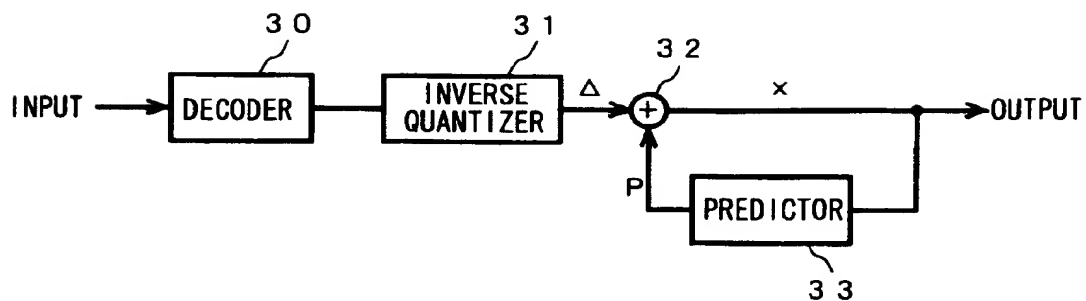 30
31
32
INPUT
DECODER
INVERSE
QUANTIZER
Δ
+
×
OUTPUT
P
PREDICTOR
33